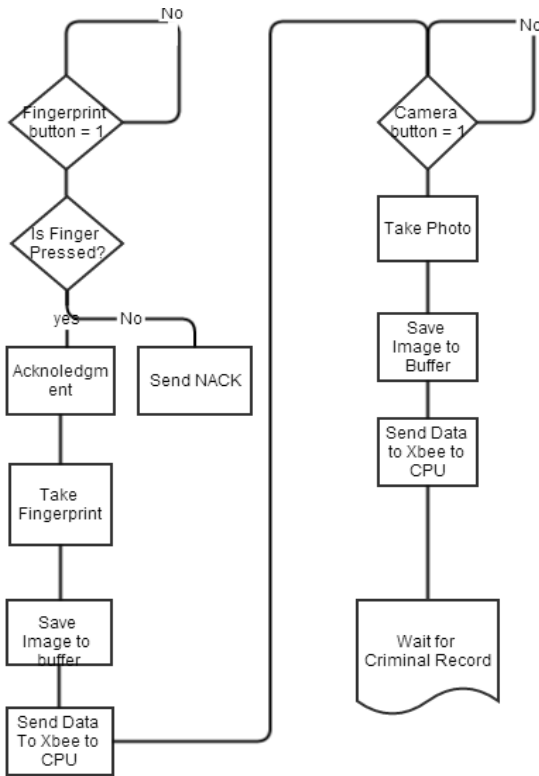 No
Fingerprint
button = 1
Is Finger
Pressed?
yes
No
Acknoledgm
ent
Send NACK
Take
Fingerprint
Save
Image to
buffer
Send Data
To Xbee to
CPU
No
Camera
button = 1
Take Photo
Save
Image to
Buffer
Send Data
to Xbee to
CPU
Wait for
Criminal Record